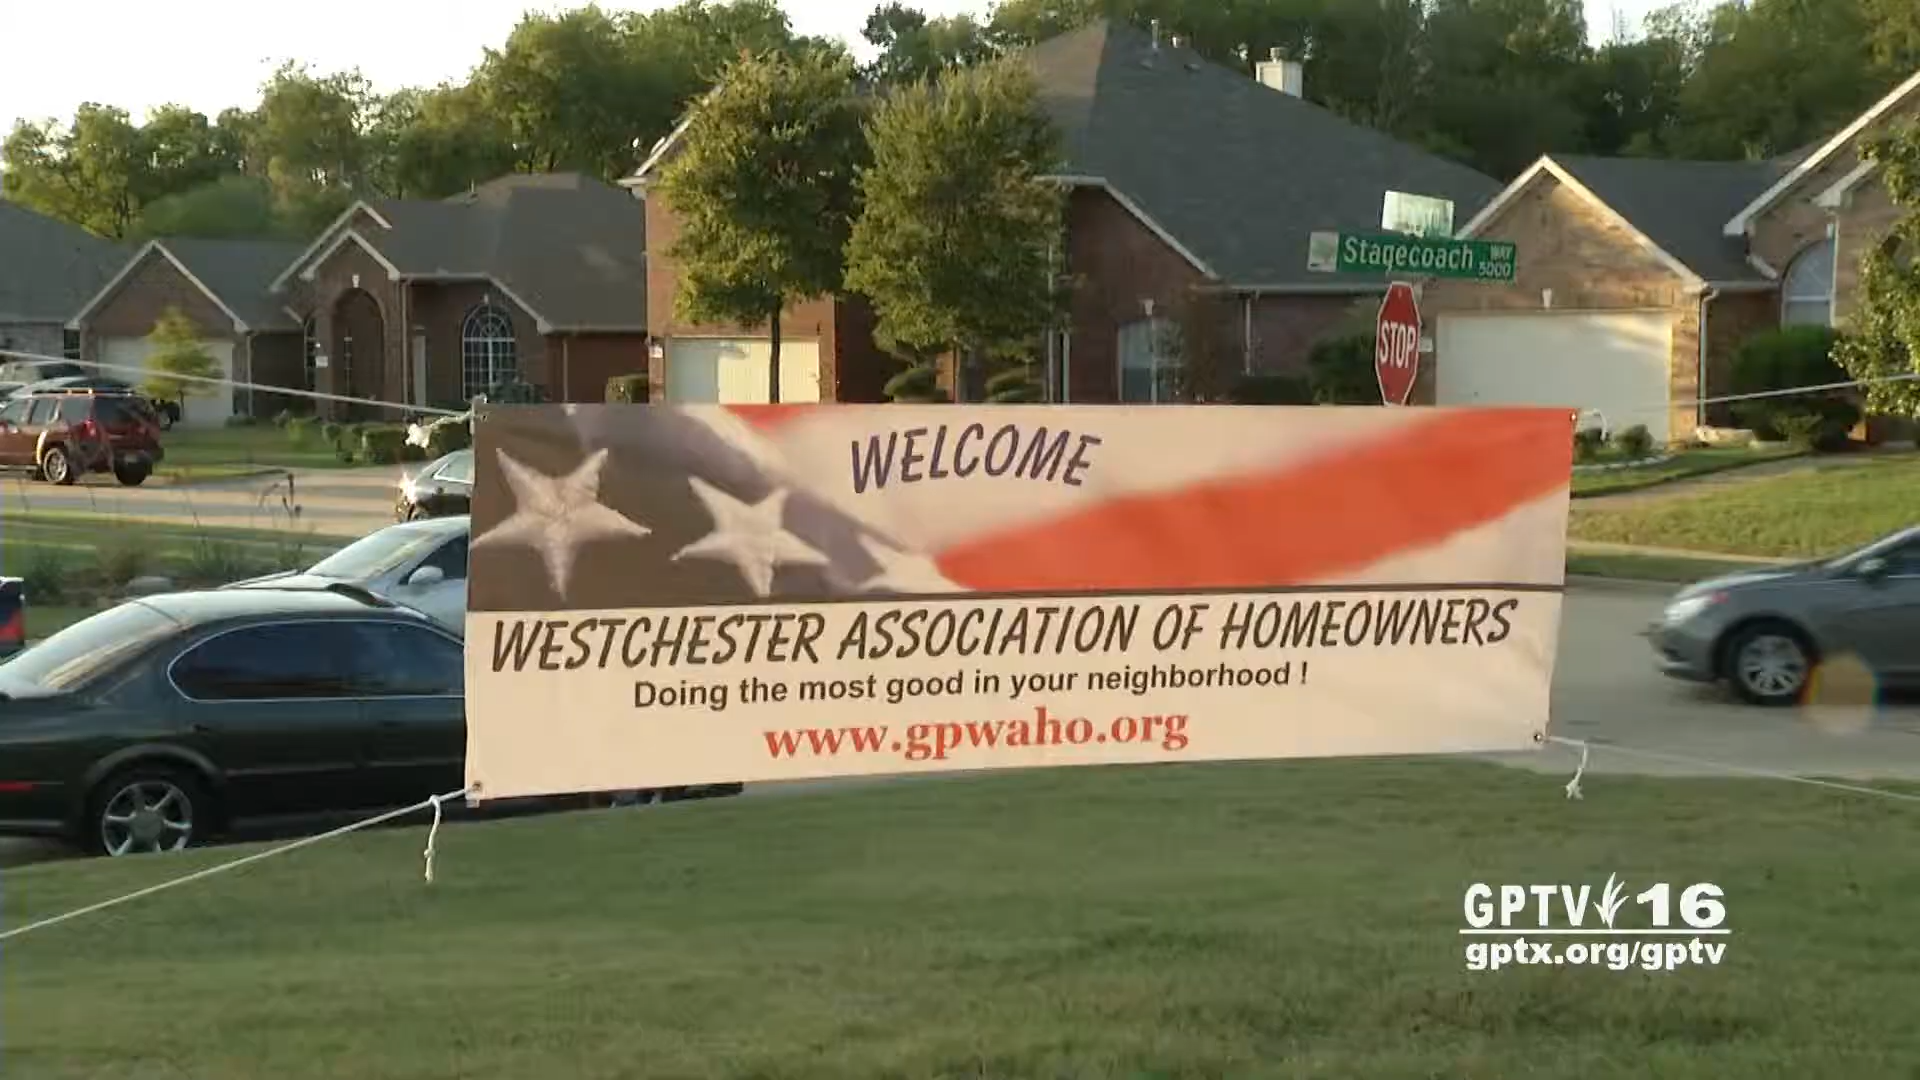 Stagecoach WAY 5000
STOP
WELCOME
WESTCHESTER ASSOCIATION OF HOMEOWNERS
Doing the most good in your neighborhood !
www.gpwaho.org
GPTV 16
gptx.org/gptv